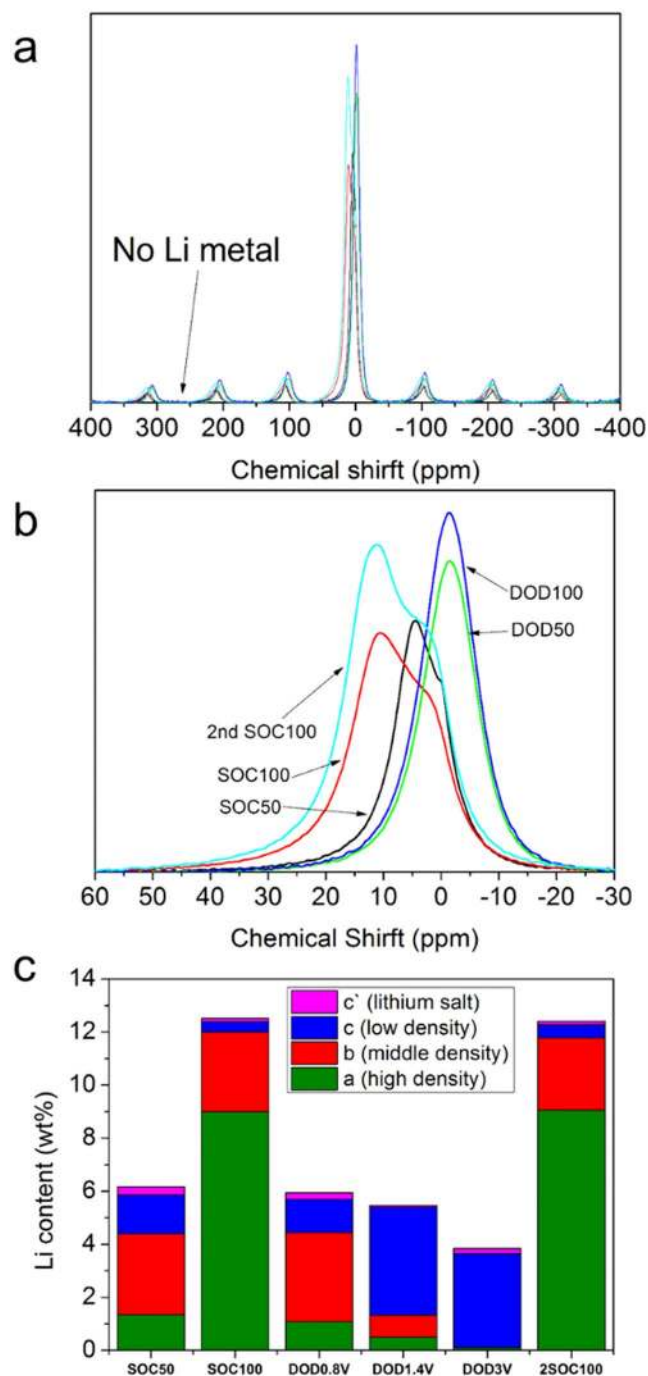 a
No Li metal
400 300 200 100 0 -100 -200 -300 -400
Chemical shirft (ppm)
b
DOD100
DOD50
2nd SOC100
SOC100
SOC50
60 50 40 30 20 10 0 -10 -20 -30
Chemical Shirft (ppm)
c
14
12
10
8
6
4
2
0
Li content (wt%)
c` (lithium salt)
c (low density)
b (middle density)
a (high density)
SOC50 SOC100 DOD0.8V DOD1.4V DOD3V 2SOC100